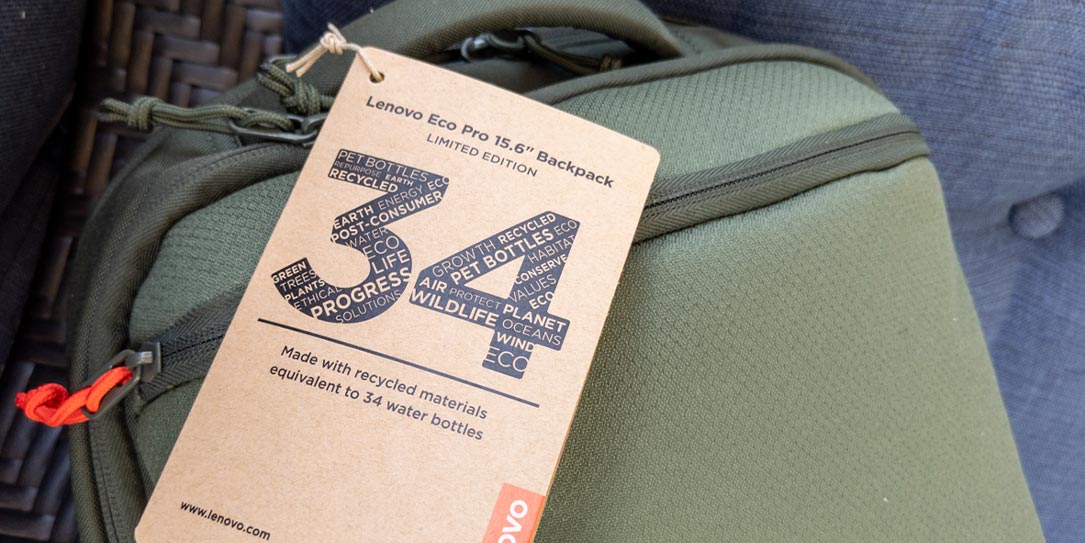 Lenovo Eco Pro 15.6" Backpack
LIMITED EDITION
PET BOTTLES
REPURPOSE EARTH
RECYCLED
EARTH ENERGY ECO
POST-CONSUMER
WATER
ECO
LIFE
GREEN
TREES
PLANTS
ETHICAL
PROGRESS
SOLUTIONS
GROWTH RECYCLED
PET BOTTLES ECO
HABITAT
CONSERVE
AIR PROTECT VALUES
ECO
WILDLIFE PLANET
OCEANS
WIND
ECO
Made with recycled materials
equivalent to 34 water bottles
www.lenovo.com
OVO